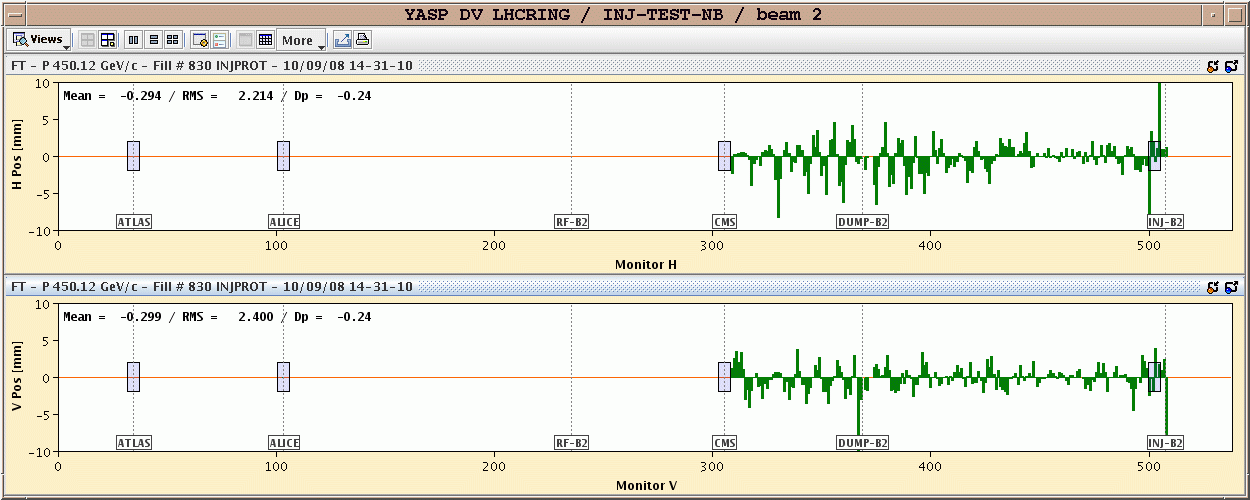 YASP DV LHCRING / INJ-TEST-NB / beam 2
Views More
FT - P 450.12 GeV/c - Fill # 830 INJPROT - 10/09/08 14-31-10
Mean = -0.294 / RMS = 2.214 / Dp = -0.24
H Pos [mm]
10
5
0
-5
-10
ATLAS ALICE RF-B2 CMS DUMP-B2 INJ-B2
0 100 200 300 400 500
Monitor H
FT - P 450.12 GeV/c - Fill # 830 INJPROT - 10/09/08 14-31-10
Mean = -0.299 / RMS = 2.400 / Dp = -0.24
V Pos [mm]
10
5
0
-5
-10
ATLAS ALICE RF-B2 CMS DUMP-B2 INJ-B2
0 100 200 300 400 500
Monitor V